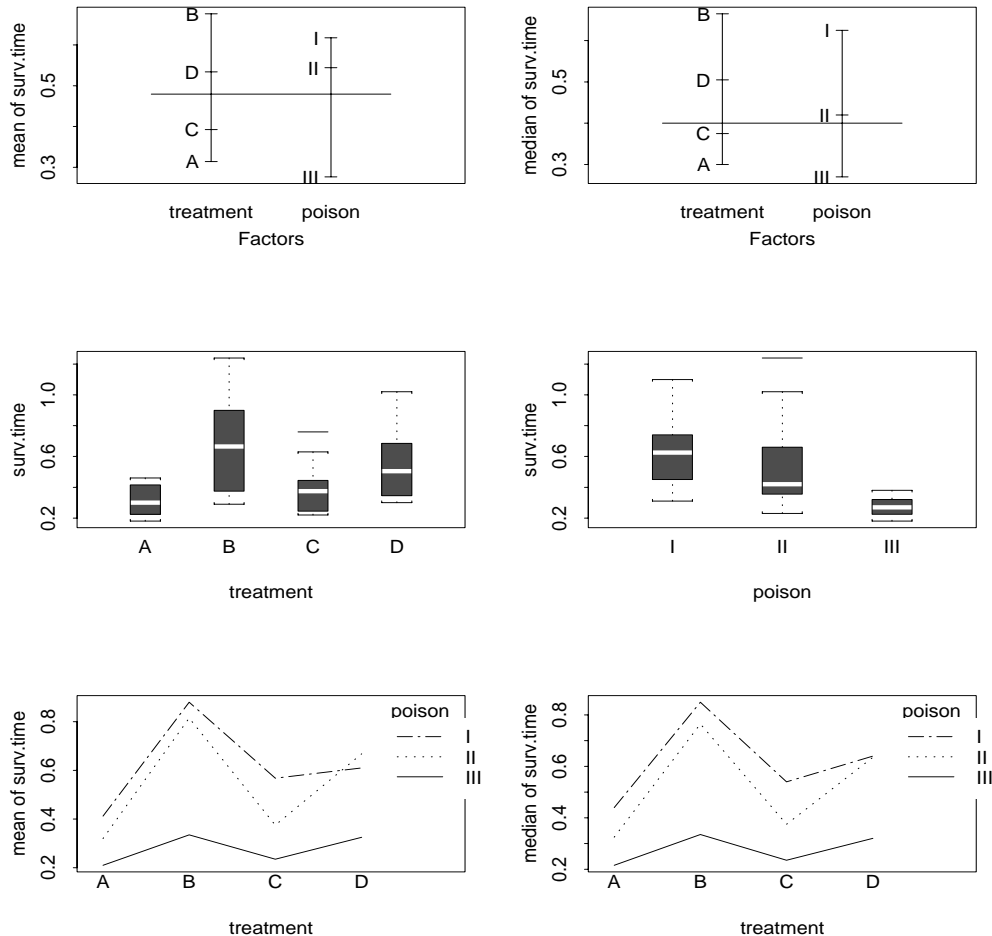 mean of surv.time
0.3
0.5
B
D
C
A
I
II
III
treatment
poison
Factors
median of surv.time
0.3
0.5
B
D
C
A
I
II
III
treatment
poison
Factors
surv.time
0.2
0.6
1.0
A
B
C
D
treatment
surv.time
0.2
0.6
1.0
I
II
III
poison
mean of surv.time
0.2
0.4
0.6
0.8
poison
I
II
III
A
B
C
D
treatment
median of surv.time
0.2
0.4
0.6
0.8
poison
I
II
III
A
B
C
D
treatment